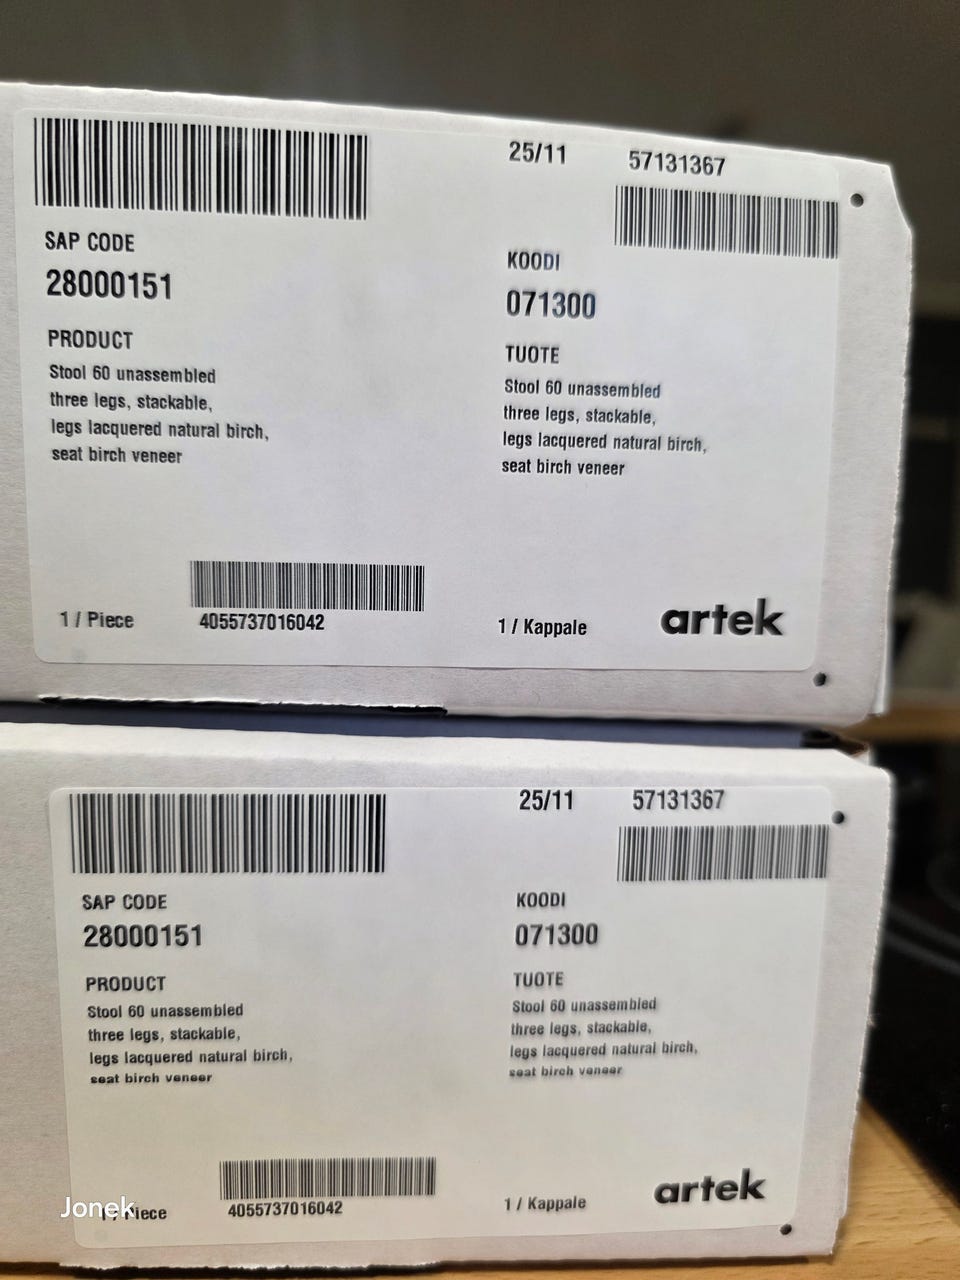 25/11 57131367
SAP CODE
28000151
PRODUCT
Stool 60 unassembled
three legs, stackable,
legs lacquered natural birch,
seat birch veneer
1 / Piece
4055737016042
KOODI
071300
TUOTE
Stool 60 unassembled
three legs, stackable,
legs lacquered natural birch,
seat birch veneer
1 / Kappale
artek
25/11 57131367
SAP CODE
28000151
PRODUCT
Stool 60 unassembled
three legs, stackable,
legs lacquered natural birch,
seat birch veneer
1 / Piece
4055737016042
KOODI
071300
TUOTE
Stool 60 unassembled
three legs, stackable,
legs lacquered natural birch,
seat birch veneer
1 / Kappale
artek
Jonek